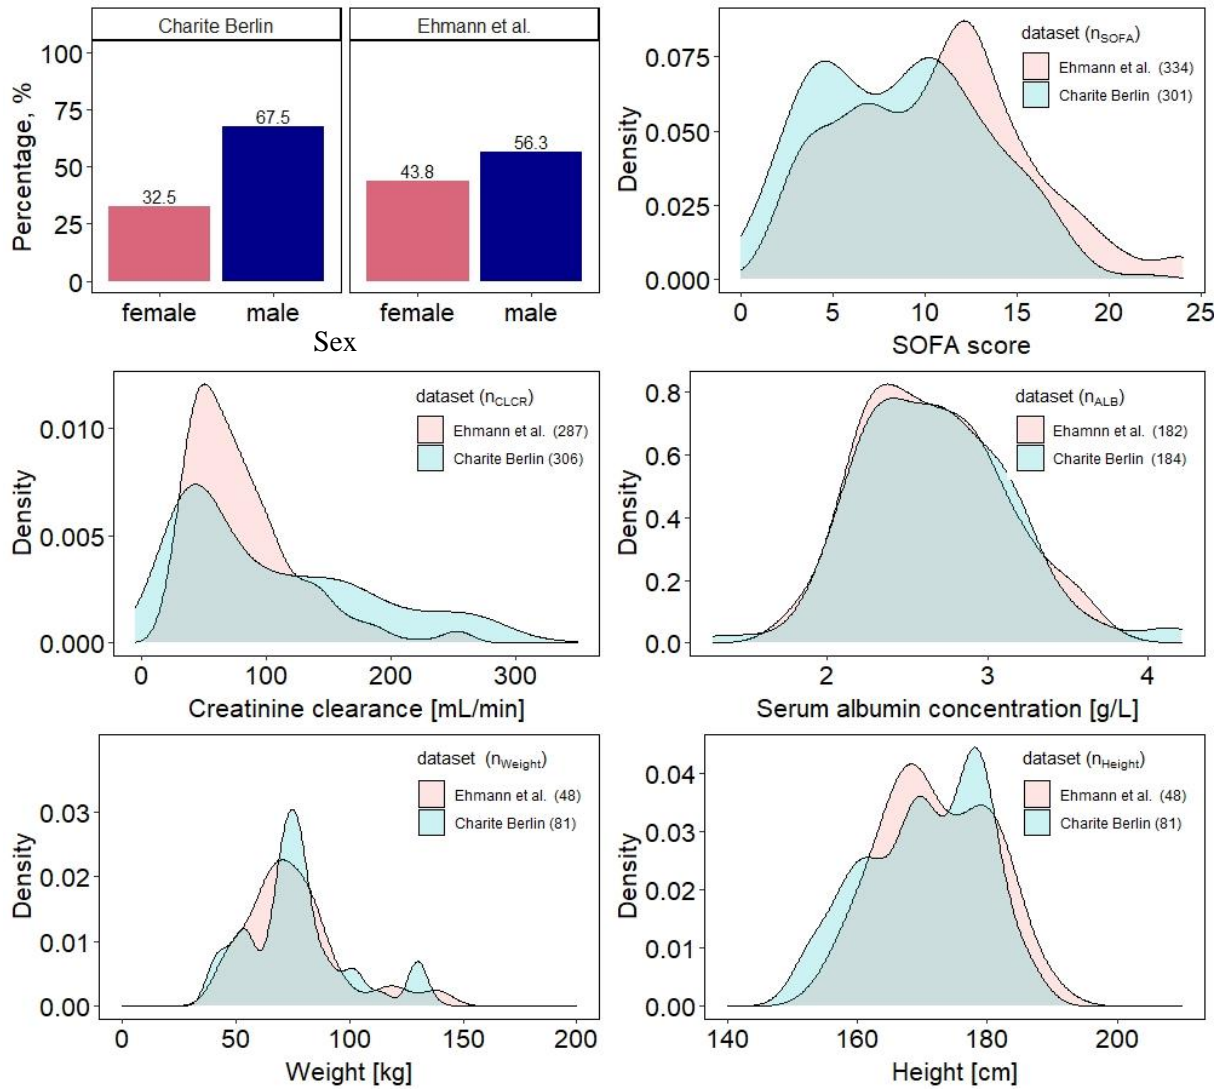 Charite Berlin
Ehmann et al.
Percentage, %
100
75
50
25
0
32.5
67.5
43.8
56.3
female
male
female
male
Sex
dataset (nSOFA)
Ehmann et al. (334)
Charite Berlin (301)
Density
0.075
0.050
0.025
0.000
0
5
10
15
20
25
SOFA score
dataset (nCLCR)
Ehmann et al. (287)
Charite Berlin (306)
Density
0.010
0.005
0.000
0
100
200
300
Creatinine clearance [mL/min]
dataset (nALB)
Ehamnn et al. (182)
Charite Berlin (184)
Density
0.8
0.6
0.4
0.2
0.0
2
3
4
Serum albumin concentration [g/L]
dataset (nWeight)
Ehmann et al. (48)
Charite Berlin (81)
Density
0.03
0.02
0.01
0.00
0
50
100
150
200
Weight [kg]
dataset (nHeight)
Ehmann et al. (48)
Charite Berlin (81)
Density
0.04
0.03
0.02
0.01
0.00
140
160
180
200
Height [cm]